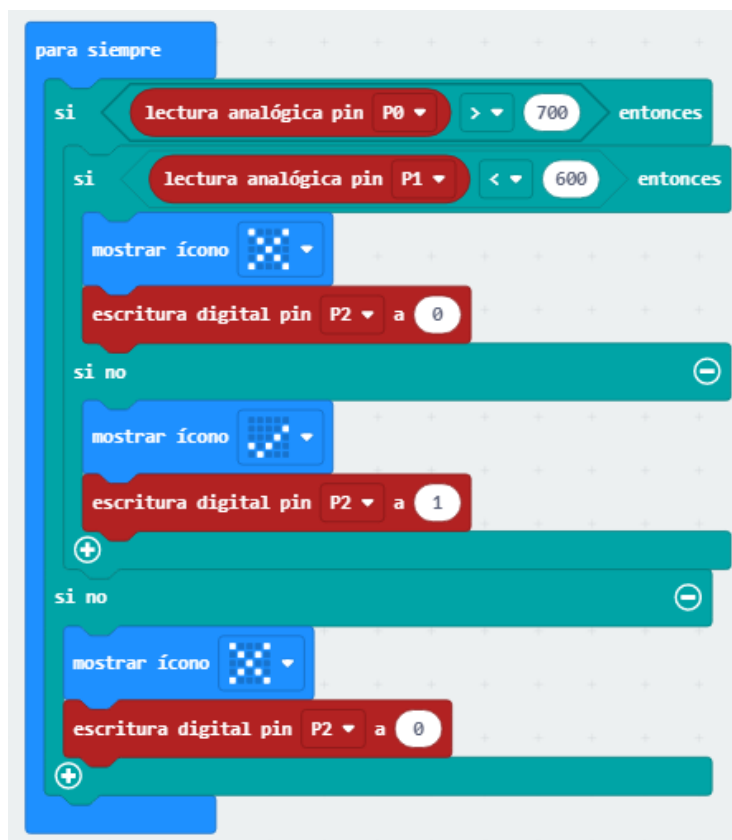 para siempre
si lectura analógica pin P0 > 700 entonces
si lectura analógica pin P1 < 600 entonces
mostrar ícono
escritura digital pin P2 a 0
si no
mostrar ícono
escritura digital pin P2 a 1
si no
mostrar ícono
escritura digital pin P2 a 0